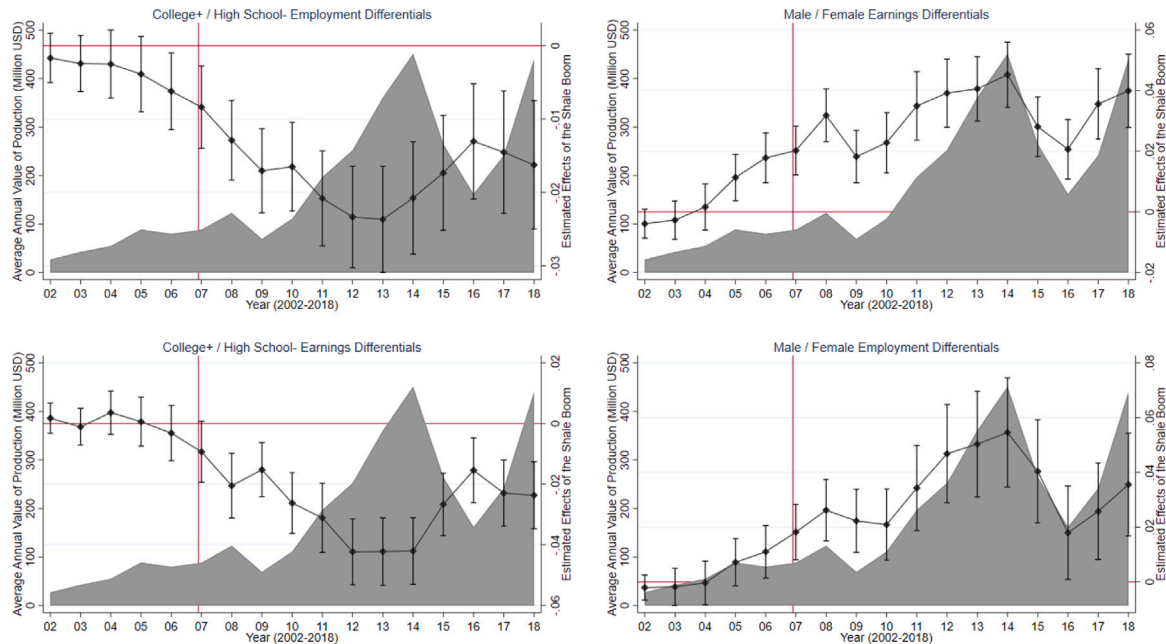 College+ / High School- Employment Differentials
Average Annual Value of Production (Million USD)
500
400
300
200
100
0
0
-.01
-.02
-.03
Estimated Effects of the Shale Boom
02 03 04 05 06 07 08 09 10 11 12 13 14 15 16 17 18
Year (2002-2018)
Male / Female Earnings Differentials
Average Annual Value of Production (Million USD)
500
400
300
200
100
0
.06
.04
.02
0
-.02
Estimated Effects of the Shale Boom
02 03 04 05 06 07 08 09 10 11 12 13 14 15 16 17 18
Year (2002-2018)
College+ / High School- Earnings Differentials
Average Annual Value of Production (Million USD)
500
400
300
200
100
0
.02
0
-.02
-.04
-.06
Estimated Effects of the Shale Boom
02 03 04 05 06 07 08 09 10 11 12 13 14 15 16 17 18
Year (2002-2018)
Male / Female Employment Differentials
Average Annual Value of Production (Million USD)
500
400
300
200
100
0
.08
.06
.04
.02
0
Estimated Effects of the Shale Boom
02 03 04 05 06 07 08 09 10 11 12 13 14 15 16 17 18
Year (2002-2018)